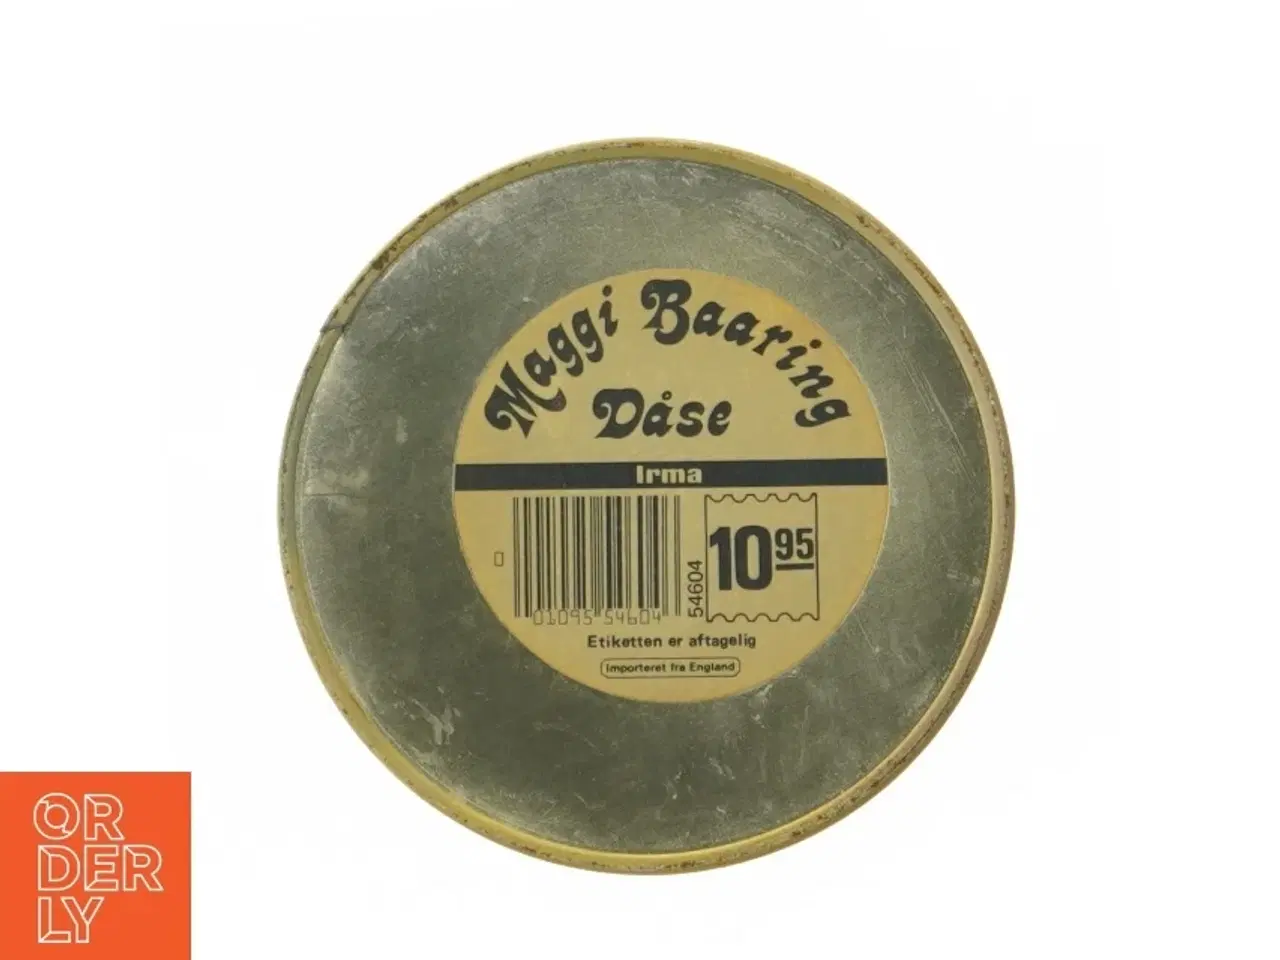 Maggi Baaring
Dåse
Irma
0
01095 54604
54604
10 95
Etiketten er aftagelig
Importeret fra England
OR
DER
LY